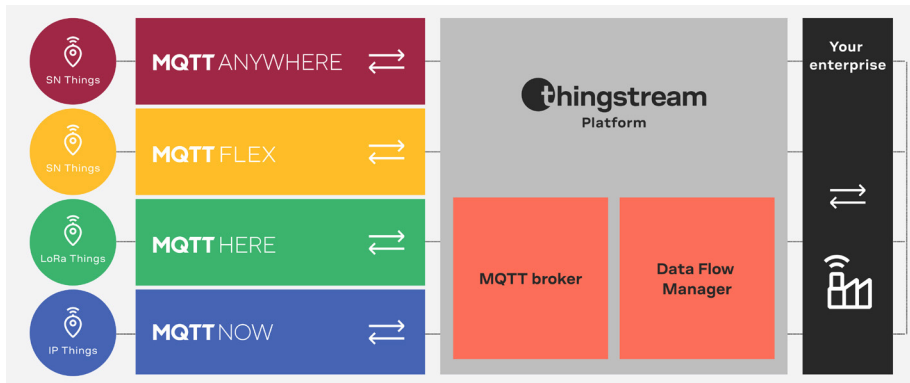 SN Things
MQTT ANYWHERE
SN Things
MQTT FLEX
LoRa Things
MQTT HERE
IP Things
MQTT NOW
thingstream
Platform
MQTT broker
Data Flow
Manager
Your
enterprise